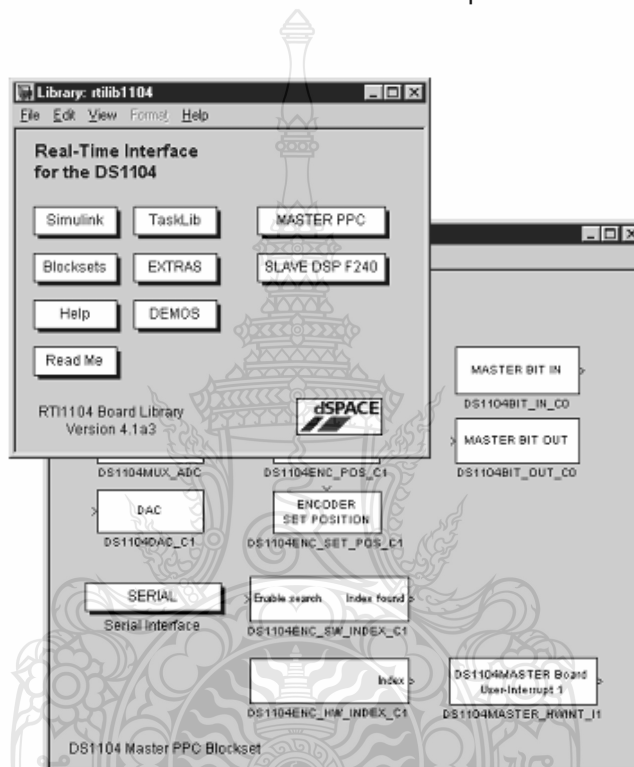 Library: rtilib1104
File Edit View Format Help
Real-Time Interface
for the DS1104
Simulink TaskLib MASTER PPC
Blocksets EXTRAS SLAVE DSP F240
Help DEMOS
Read Me
RTI1104 Board Library
Version 4.1a3
dSPACE
MASTER BIT IN
DS1104BIT_IN_C0
MASTER BIT OUT
DS1104BIT_OUT_C0
DS1104MUX_ADC DS1104ENC_POS_C1
DAC
DS1104DAC_C1
ENCODER
SET POSITION
DS1104ENC_SET_POS_C1
SERIAL
Serial Interface
Enable search Index found
DS1104ENC_SW_INDEX_C1
Index
DS1104ENC_HW_INDEX_C1
DS1104MASTER Board
User-Interrupt 1
DS1104MASTER_HWINT_I1
DS1104 Master PPC Blockset